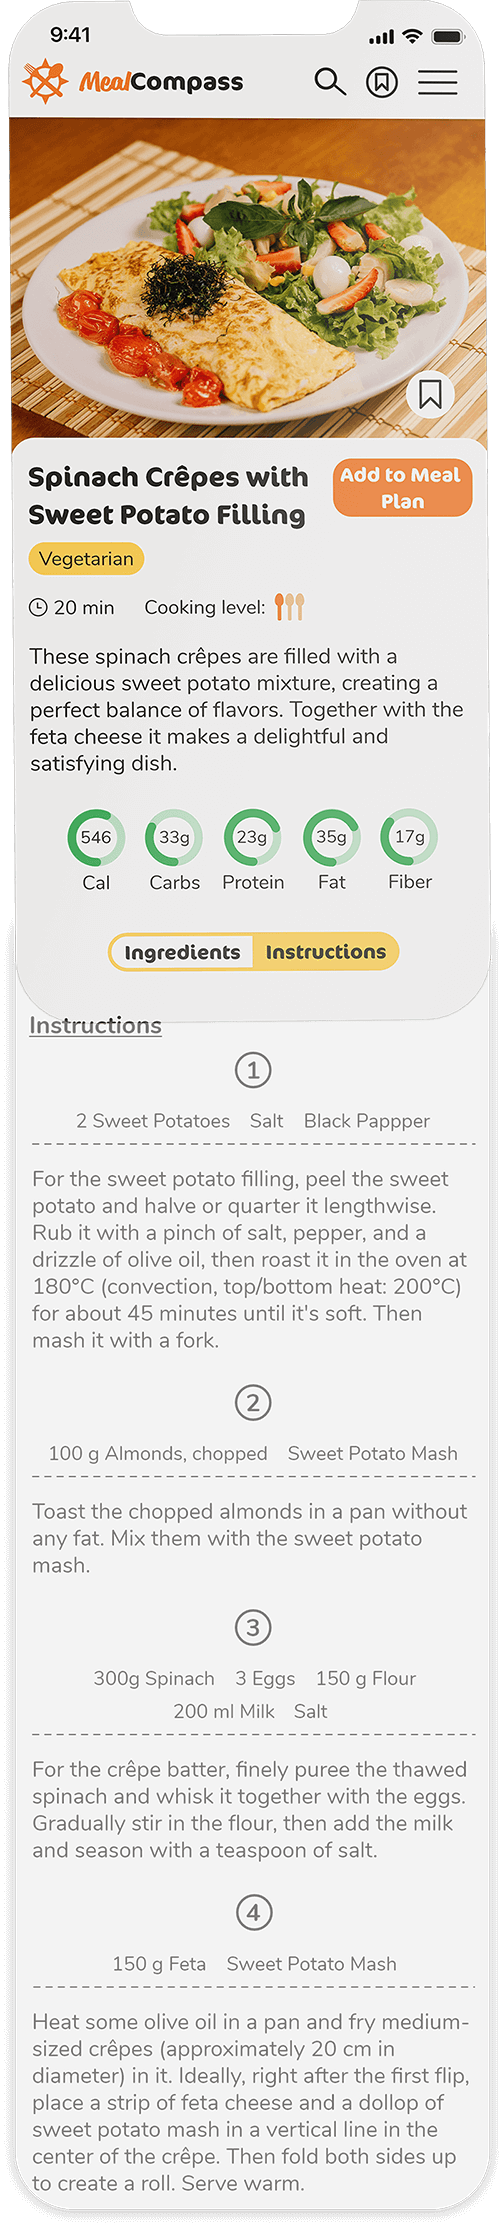 9:41
MealCompass
Spinach Crêpes with
Sweet Potato Filling
Add to Meal
Plan
Vegetarian
20 min Cooking level:
These spinach crêpes are filled with a
delicious sweet potato mixture, creating a
perfect balance of flavors. Together with the
feta cheese it makes a delightful and
satisfying dish.
546 33g 23g 35g 17g
Cal Carbs Protein Fat Fiber
Ingredients Instructions
Instructions
1
2 Sweet Potatoes Salt Black Pappper
For the sweet potato filling, peel the sweet
potato and halve or quarter it lengthwise.
Rub it with a pinch of salt, pepper, and a
drizzle of olive oil, then roast it in the oven at
180°C (convection, top/bottom heat: 200°C)
for about 45 minutes until it's soft. Then
mash it with a fork.
2
100 g Almonds, chopped Sweet Potato Mash
Toast the chopped almonds in a pan without
any fat. Mix them with the sweet potato
mash.
3
300g Spinach 3 Eggs 150 g Flour
200 ml Milk Salt
For the crêpe batter, finely puree the thawed
spinach and whisk it together with the eggs.
Gradually stir in the flour, then add the milk
and season with a teaspoon of salt.
4
150 g Feta Sweet Potato Mash
Heat some olive oil in a pan and fry medium-
sized crêpes (approximately 20 cm in
diameter) in it. Ideally, right after the first flip,
place a strip of feta cheese and a dollop of
sweet potato mash in a vertical line in the
center of the crêpe. Then fold both sides up
to create a roll. Serve warm.